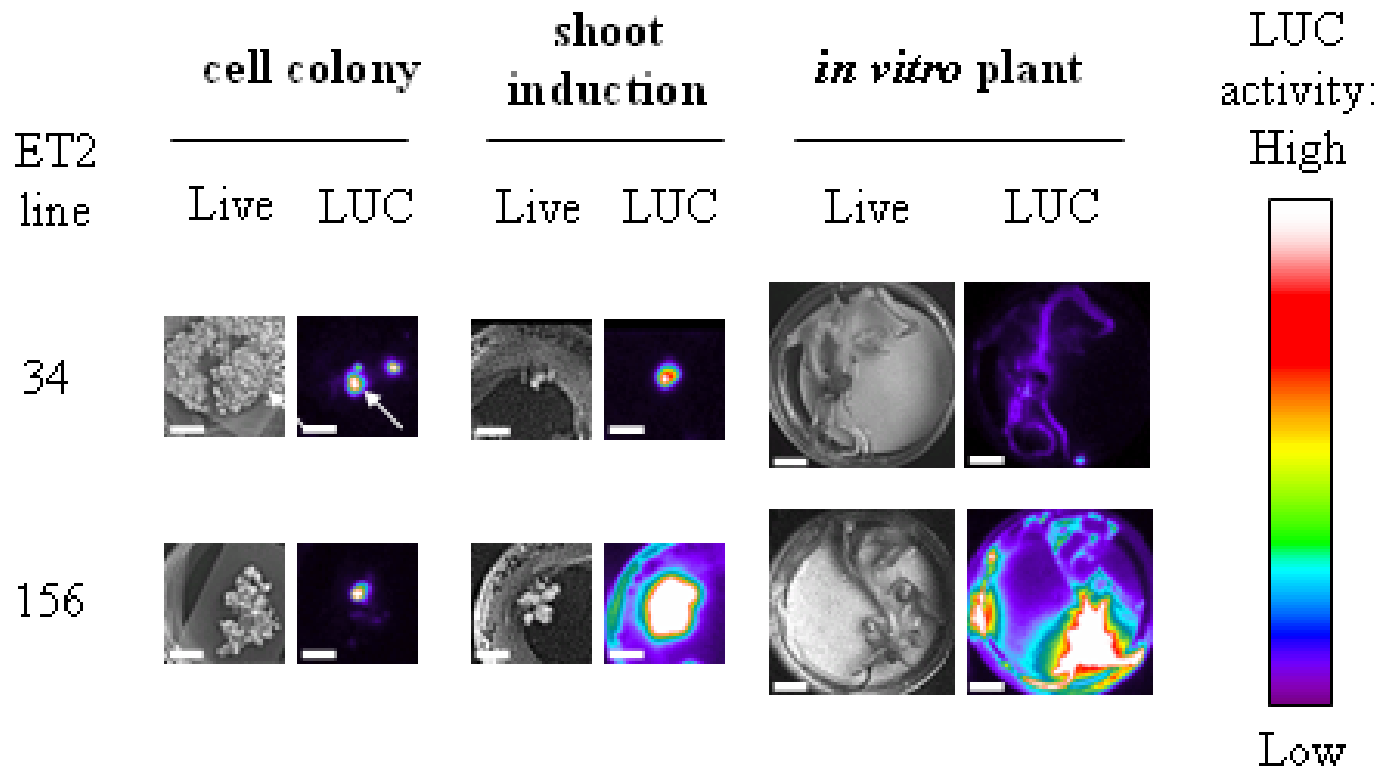 cell colony
shoot
induction
in vitro plant
LUC
activity:
High
ET2
line
Live
LUC
Live
LUC
Live
LUC
34
156
Low